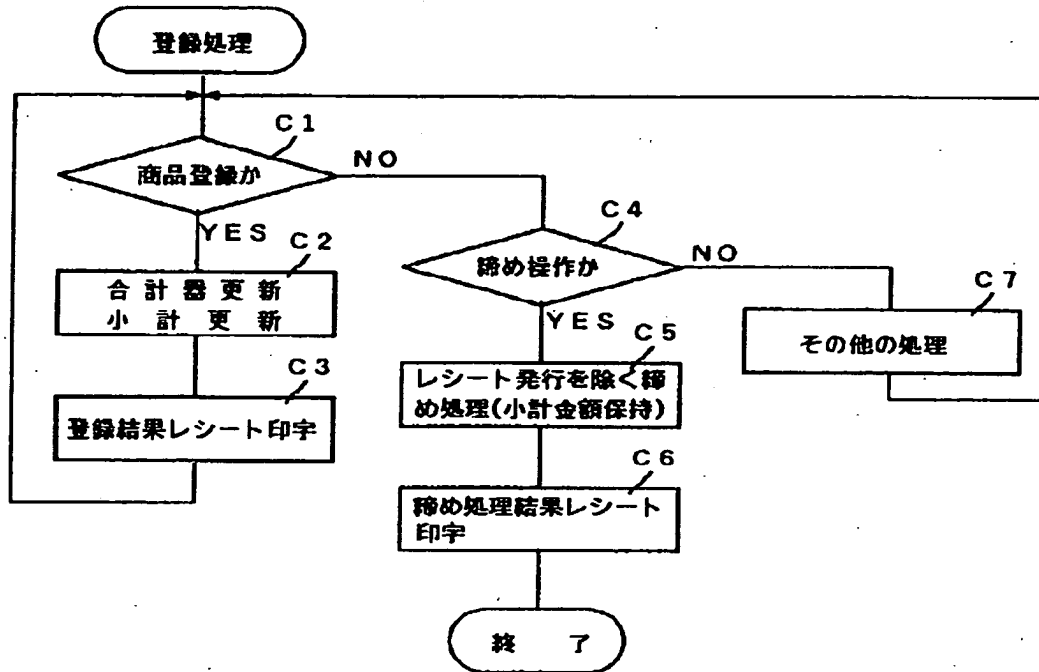 登録処理
C1
商品登録か
NO
YES
C2
合計器更新
小計更新
C3
登録結果レシート印字
C4
締め操作か
NO
YES
C5
レシート発行を除く締
め処理(小計金額保持)
C6
締め処理結果レシート
印字
C7
その他の処理
終了